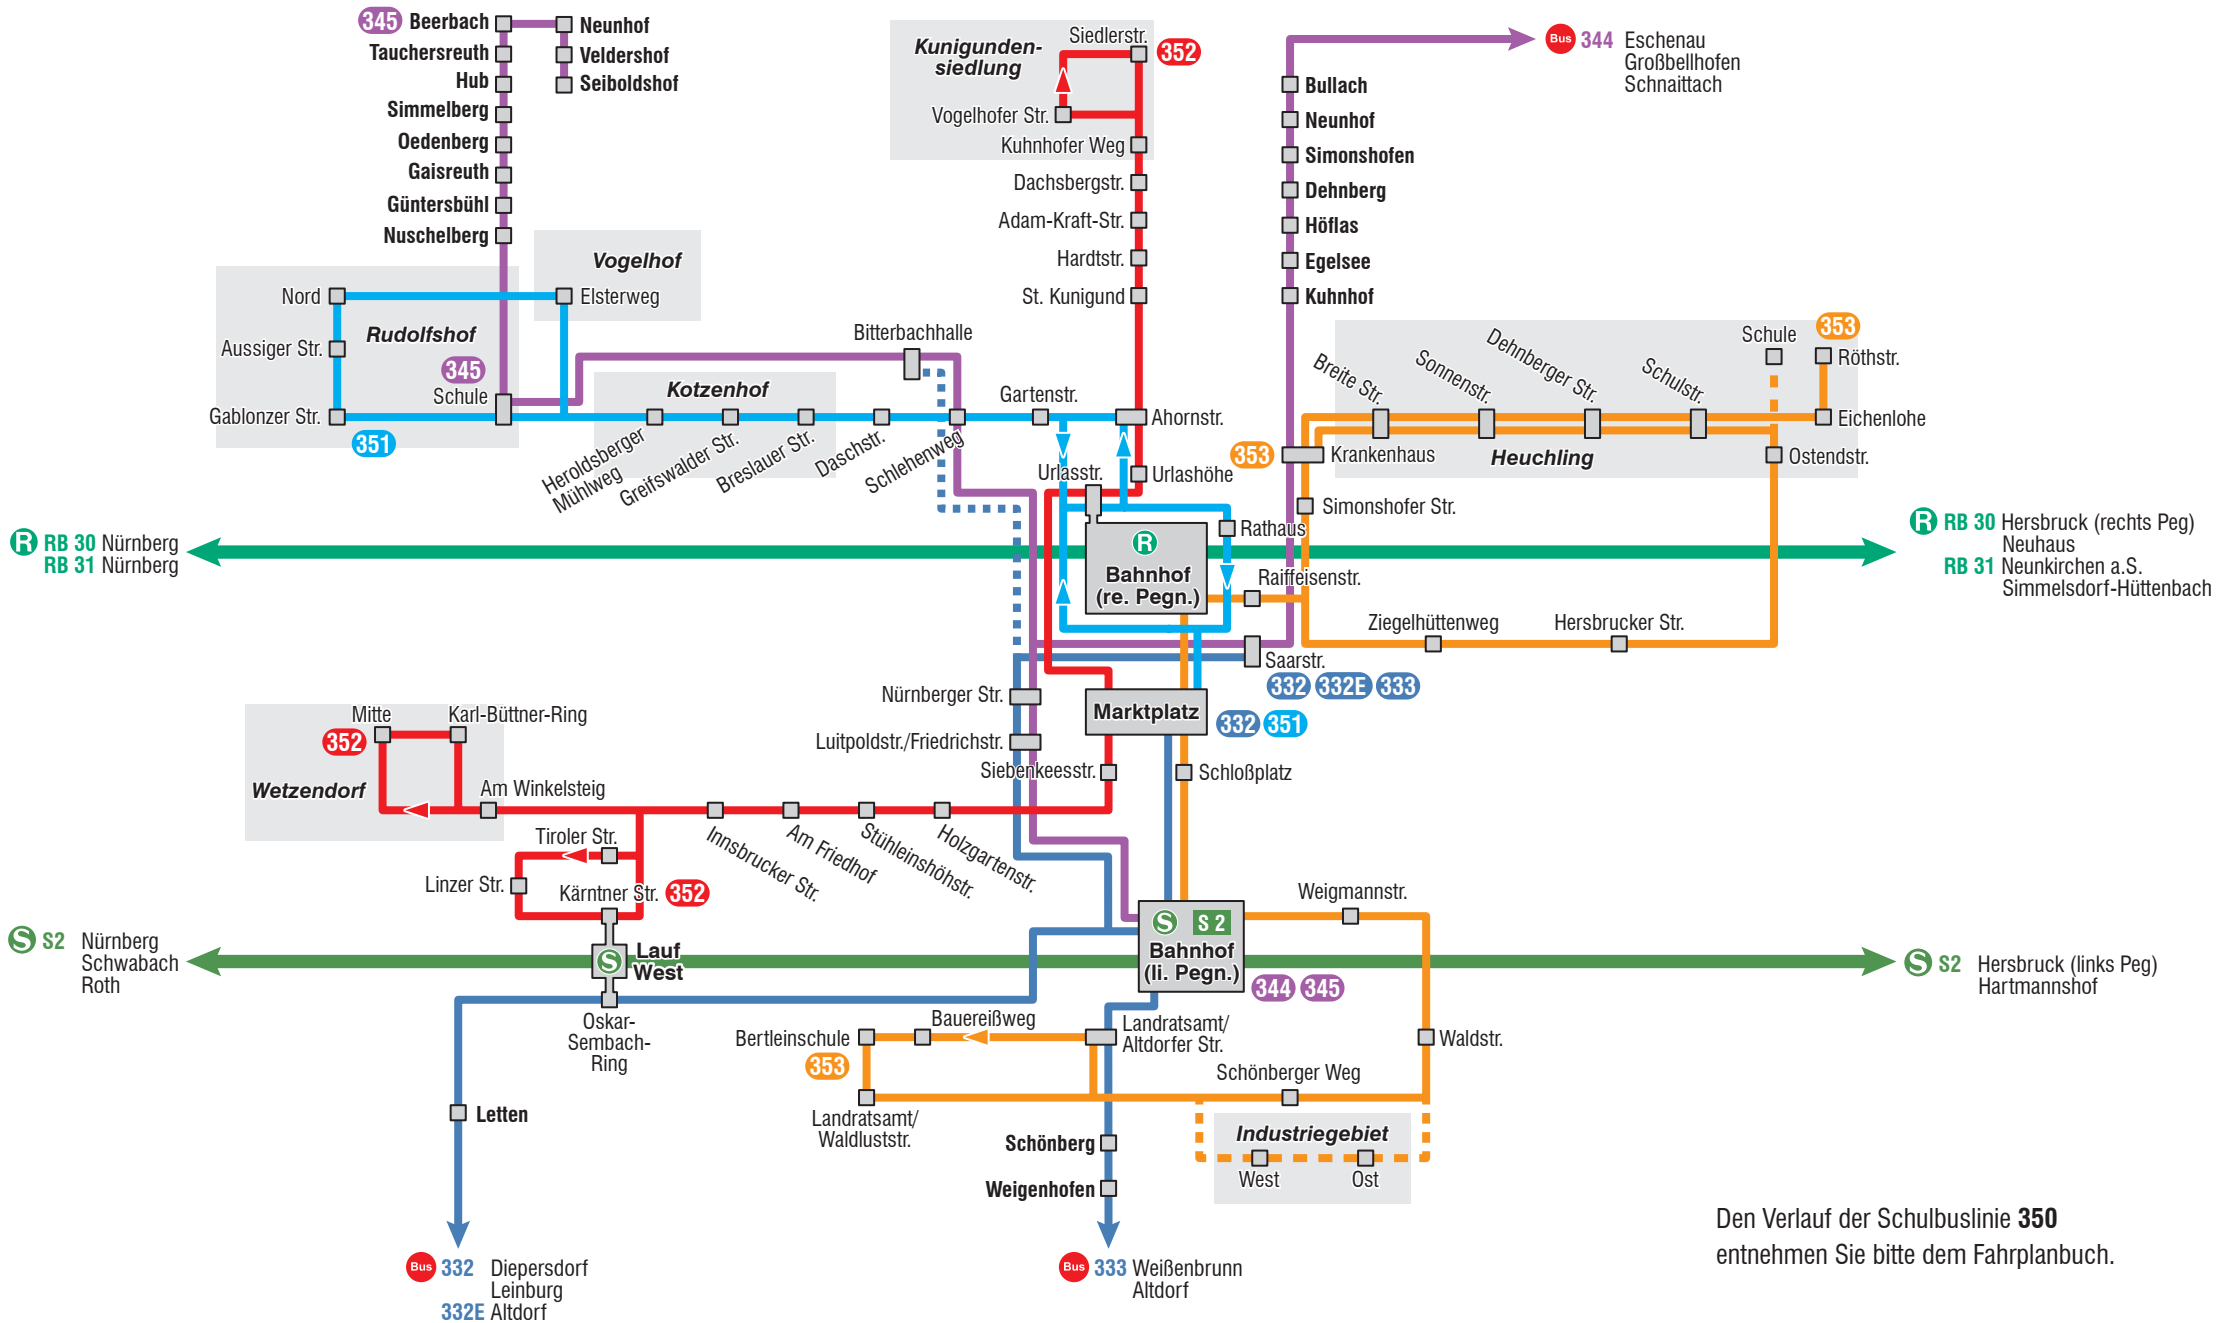 345 Beerbach
Tauchersreuth
Hub
Simmelberg
Oedenberg
Gaisreuth
Güntersbühl
Nuschelberg
Neunhof
Veldershof
Seiboldshof
Kunigunden-
siedlung
Siedlerstr.
352
Vogelhofer Str.
Kuhnhofer Weg
Dachsbergstr.
Adam-Kraft-Str.
Hardtstr.
St. Kunigund
Bus 344 Eschenau
Großbellhofen
Schnaittach
Bullach
Neunhof
Simonshofen
Dehnberg
Höflas
Egelsee
Kuhnhof
Vogelhof
Elsterweg
Nord
Rudolfshof
Aussiger Str.
345
Schule
Gablonzer Str.
351
Kotzenhof
Heroldsberger
Mühlweg
Greifswalder Str.
Breslauer Str.
Daschstr.
Schlehenweg
Bitterbachhalle
Gartenstr.
Ahornstr.
Urlasstr.
Urlashöhe
Rathaus
353
Krankenhaus
Breite Str.
Sonnenstr.
Dehnberger Str.
Schulstr.
Schule
353
Röthstr.
Eichenlohe
Heuchling
Ostendstr.
Simonshofer Str.
R RB 30 Nürnberg
RB 31 Nürnberg
R
Bahnhof
(re. Pegn.)
Raiffeisenstr.
R RB 30 Hersbruck (rechts Peg)
Neuhaus
RB 31 Neunkirchen a.S.
Simmelsdorf-Hüttenbach
Ziegelhüttenweg
Hersbrucker Str.
Saarstr.
332 332E 333
Nürnberger Str.
Marktplatz
332 351
Luitpoldstr./Friedrichstr.
Siebenkeesstr.
Schloßplatz
Mitte
Karl-Büttner-Ring
352
Wetzendorf
Am Winkelsteig
Tiroler Str.
Linzer Str.
Kärntner Str.
352
Innsbrucker Str.
Am Friedhof
Stühleinshöhstr.
Holzgartenstr.
S S2 Nürnberg
Schwabach
Roth
S
Lauf
West
Oskar-
Sembach-
Ring
S S 2
Bahnhof
(li. Pegn.)
344 345
Weigmannstr.
S S2 Hersbruck (links Peg)
Hartmannshof
Bertleinschule
Bauereißweg
Landratsamt/
Altdorfer Str.
353
Landratsamt/
Waldluststr.
Waldstr.
Schönberger Weg
Industriegebiet
West
Ost
Letten
Schönberg
Weigenhofen
Bus 332 Diepersdorf
Leinburg
332E Altdorf
Bus 333 Weißenbrunn
Altdorf
Den Verlauf der Schulbuslinie 350
entnehmen Sie bitte dem Fahrplanbuch.